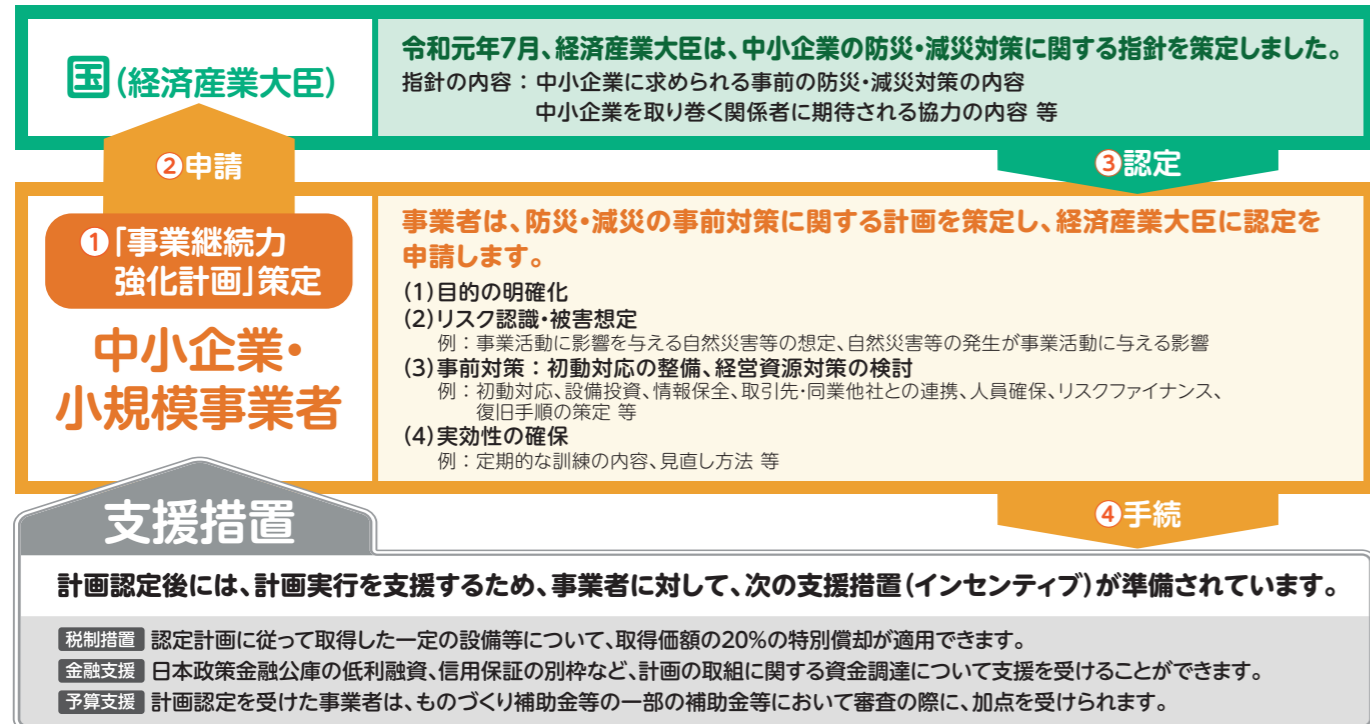 国(経済産業大臣)
令和元年7月、経済産業大臣は、中小企業の防災・減災対策に関する指針を策定しました。
指針の内容：中小企業に求められる事前の防災・減災対策の内容
中小企業を取り巻く関係者に期待される協力の内容 等
❷申請
❸認定
❶「事業継続力
強化計画」策定
中小企業・
小規模事業者
事業者は、防災・減災の事前対策に関する計画を策定し、経済産業大臣に認定を
申請します。
(1)目的の明確化
(2)リスク認識・被害想定
例：事業活動に影響を与える自然災害等の想定、自然災害等の発生が事業活動に与える影響
(3)事前対策：初動対応の整備、経営資源対策の検討
例：初動対応、設備投資、情報保全、取引先・同業他社との連携、人員確保、リスクファイナンス、
復旧手順の策定 等
(4)実効性の確保
例：定期的な訓練の内容、見直し方法 等
支援措置
❹手続
計画認定後には、計画実行を支援するため、事業者に対して、次の支援措置(インセンティブ)が準備されています。
税制措置 認定計画に従って取得した一定の設備等について、取得価額の20%の特別償却が適用できます。
金融支援 日本政策金融公庫の低利融資、信用保証の別枠など、計画の取組に関する資金調達について支援を受けることができます。
予算支援 計画認定を受けた事業者は、ものづくり補助金等の一部の補助金等において審査の際に、加点を受けられます。